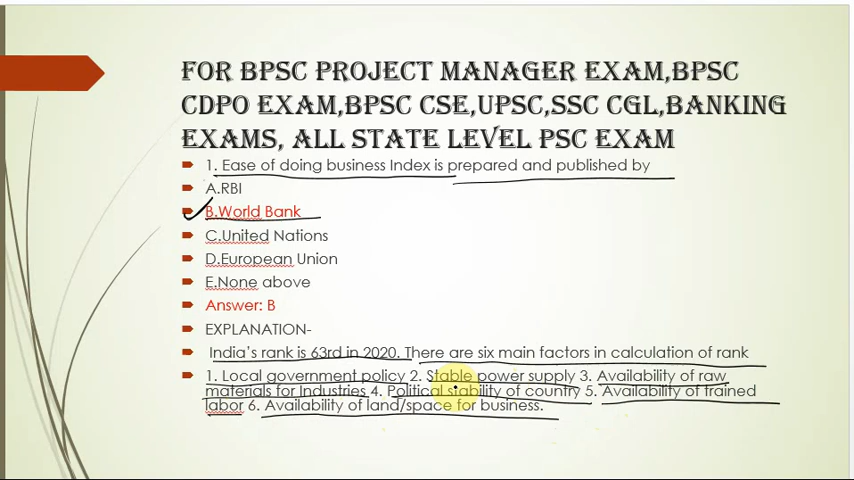 FOR BPSC PROJECT MANAGER EXAM,BPSC
CDPO EXAM,BPSC CSE,UPSC,SSC CGL,BANKING
EXAMS, ALL STATE LEVEL PSC EXAM
1. Ease of doing business Index is prepared and published by
A.RBI
B.World Bank
C.United Nations
D.European Union
E.None above
Answer: B
EXPLANATION-
India's rank is 63rd in 2020. There are six main factors in calculation of rank
1. Local government policy 2. Stable power supply 3. Availability of raw
materials for Industries 4. Political stability of country 5. Availability of trained
labor 6. Availability of land/space for business.